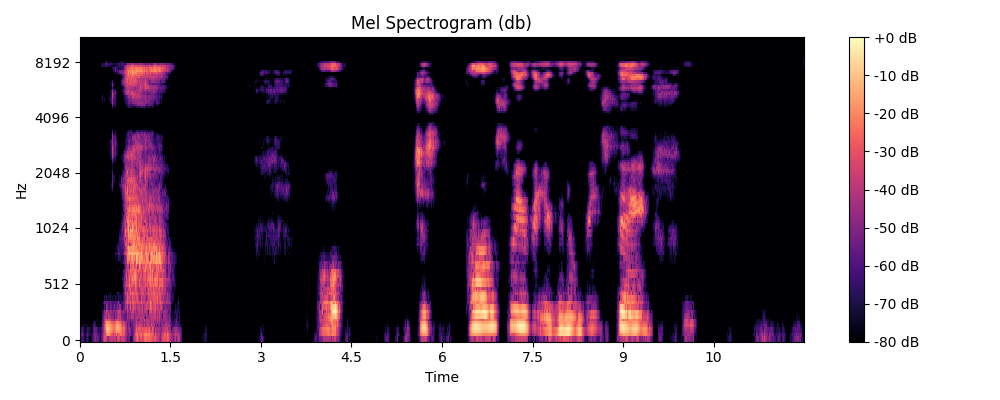 Mel Spectrogram (db)
8192
4096
2048
1024
512
0
Hz
0 1.5 3 4.5 6 7.5 9 10
Time
+0 dB
-10 dB
-20 dB
-30 dB
-40 dB
-50 dB
-60 dB
-70 dB
-80 dB